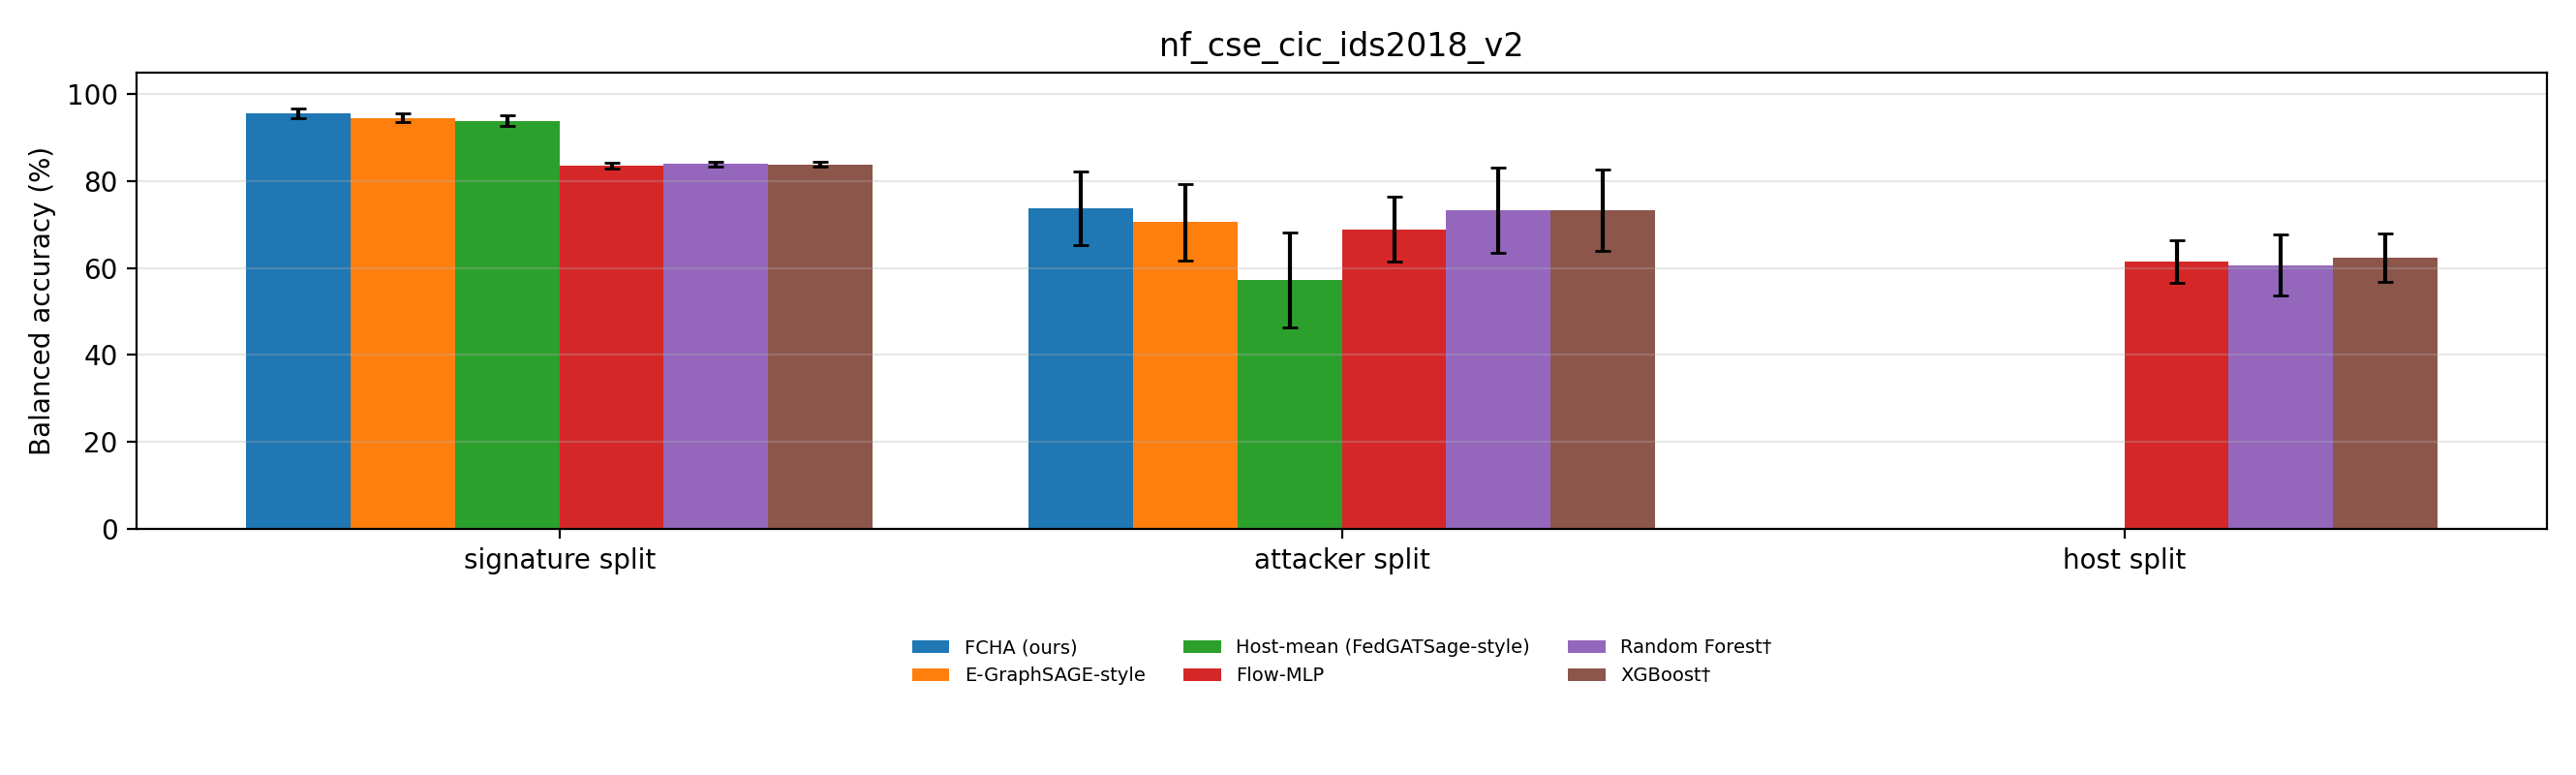 nf_cse_cic_ids2018_v2
Balanced accuracy (%)
100
80
60
40
20
0
signature split
attacker split
host split
FCHA (ours)
E-GraphSAGE-style
Host-mean (FedGATSage-style)
Flow-MLP
Random Forest†
XGBoost†